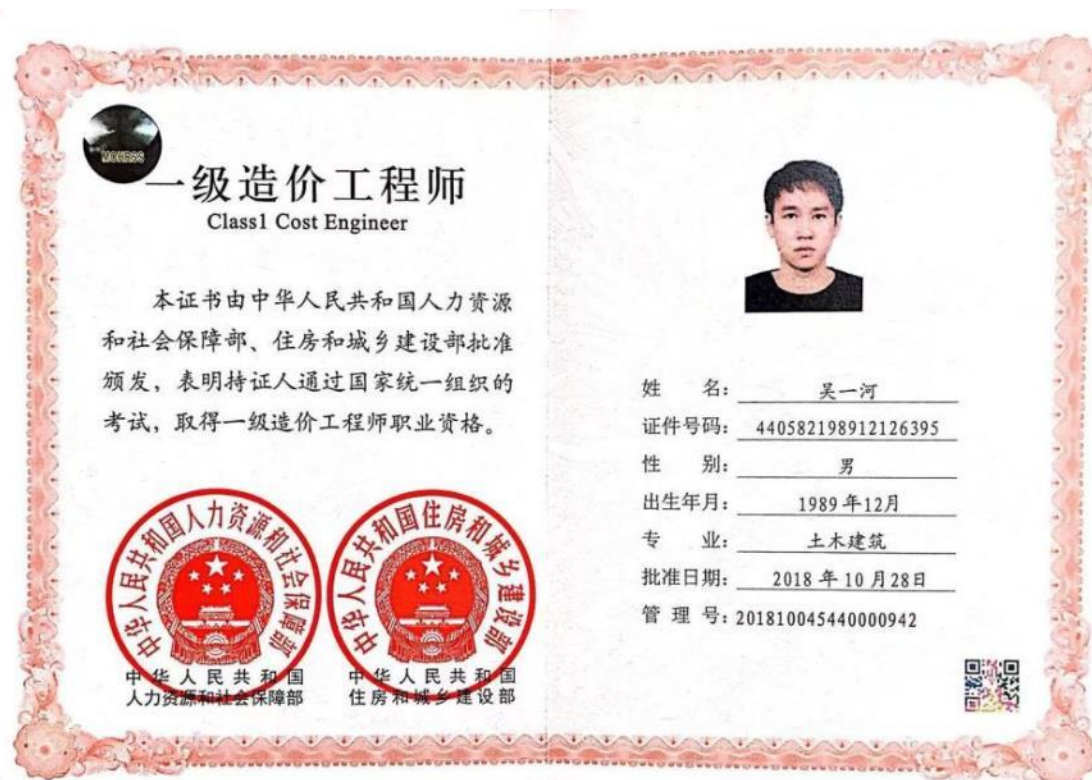 MOHRSS
一级造价工程师
Class1 Cost Engineer
本证书由中华人民共和国人力资源
和社会保障部、住房和城乡建设部批准
颁发，表明持证人通过国家统一组织的
考试，取得一级造价工程师职业资格。
中华人民共和国人力资源和社会保障部
中华人民共和国
人力资源和社会保障部
中华人民共和国住房和城乡建设部
中华人民共和国
住房和城乡建设部
姓 名： 吴一河
证件号码： 440582198912126395
性 别： 男
出生年月： 1989年12月
专 业： 土木建筑
批准日期： 2018 年 10 月28日
管 理 号：201810045440000942